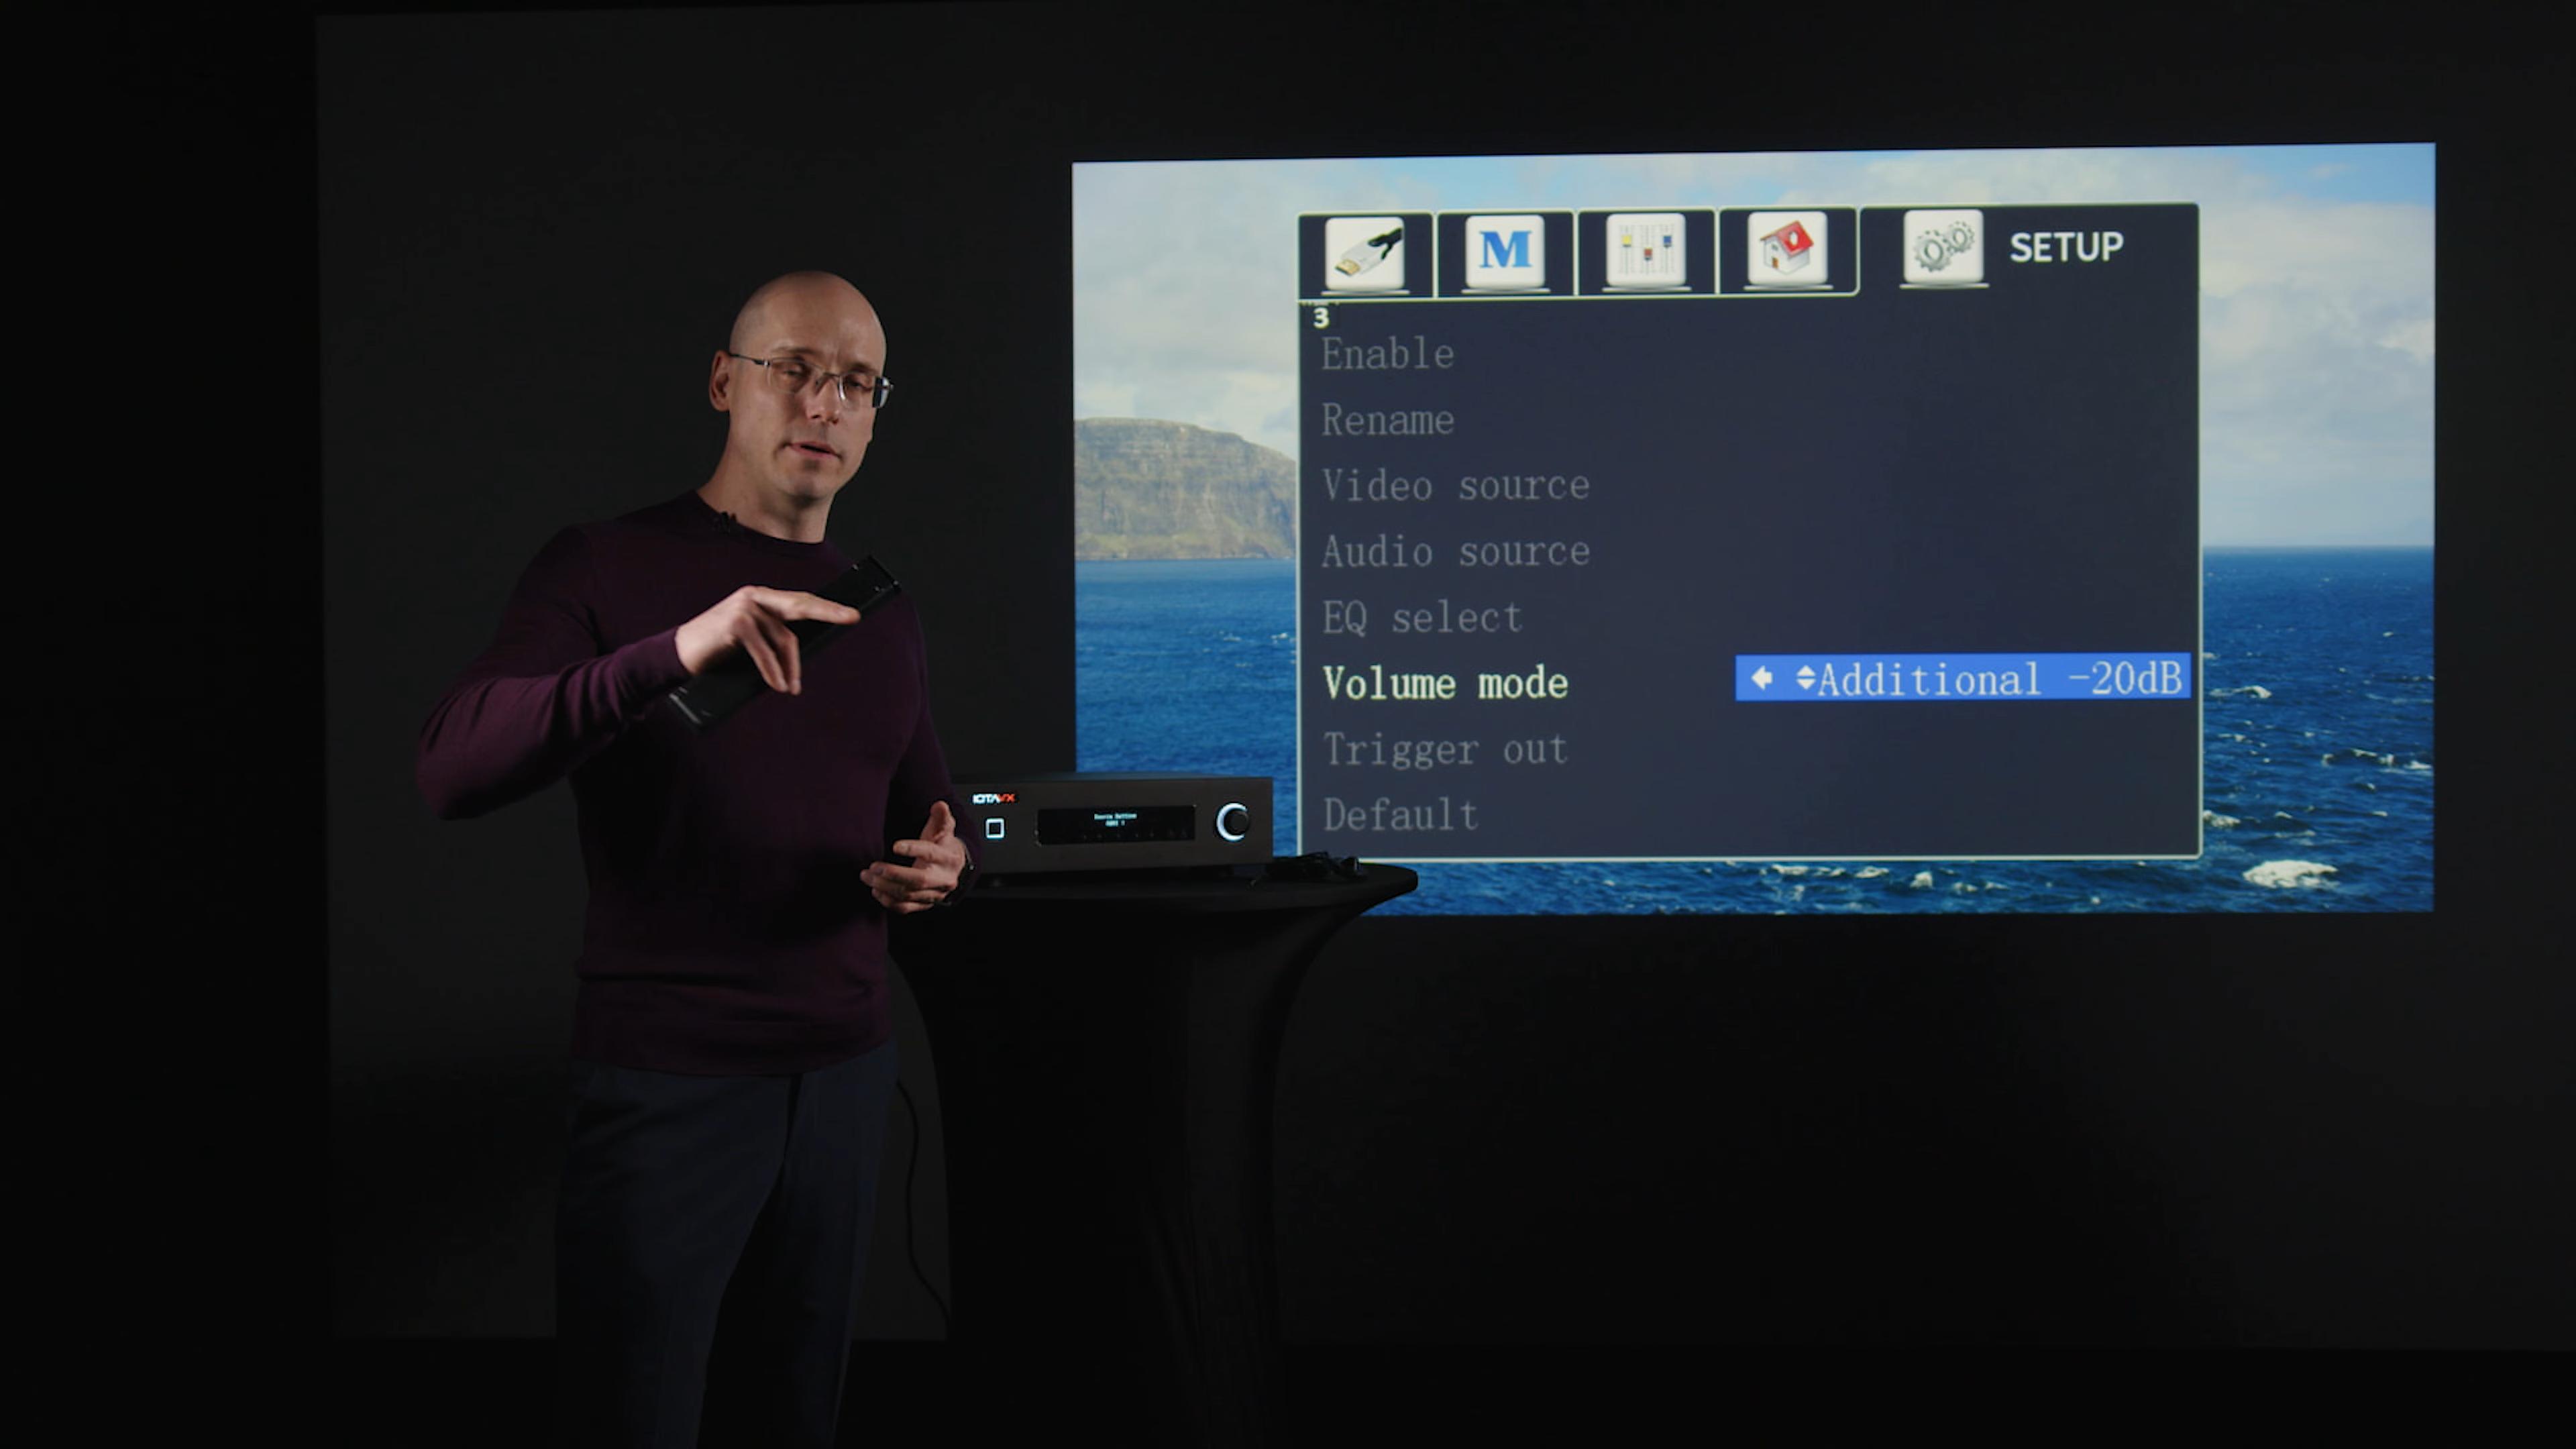 M
SETUP
3
Enable
Rename
Video source
Audio source
EQ select
Volume mode
Additional -20dB
Trigger out
Default
IOTAVX